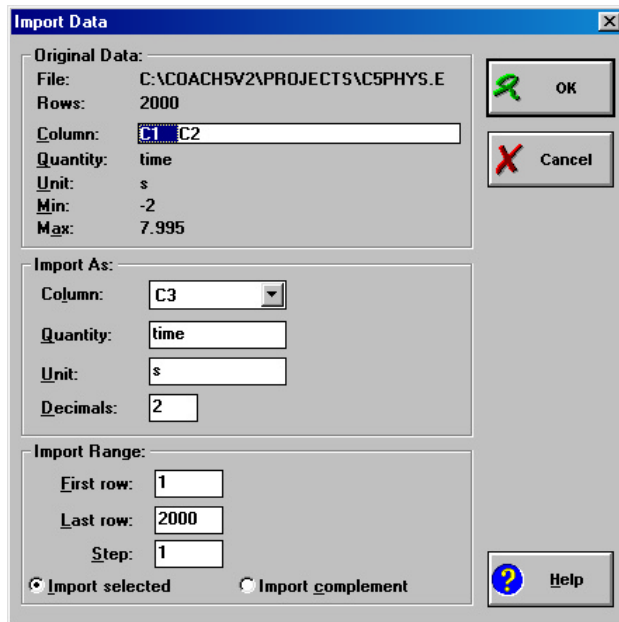 Import Data
Original Data:
File: C:\COACH5V2\PROJECTS\C5PHYS.E
Rows: 2000
Column: C1 C2
Quantity: time
Unit: s
Min: -2
Max: 7.995
OK
Cancel
Import As:
Column: C3
Quantity: time
Unit: s
Decimals: 2
Import Range:
First row: 1
Last row: 2000
Step: 1
Import selected Import complement
Help